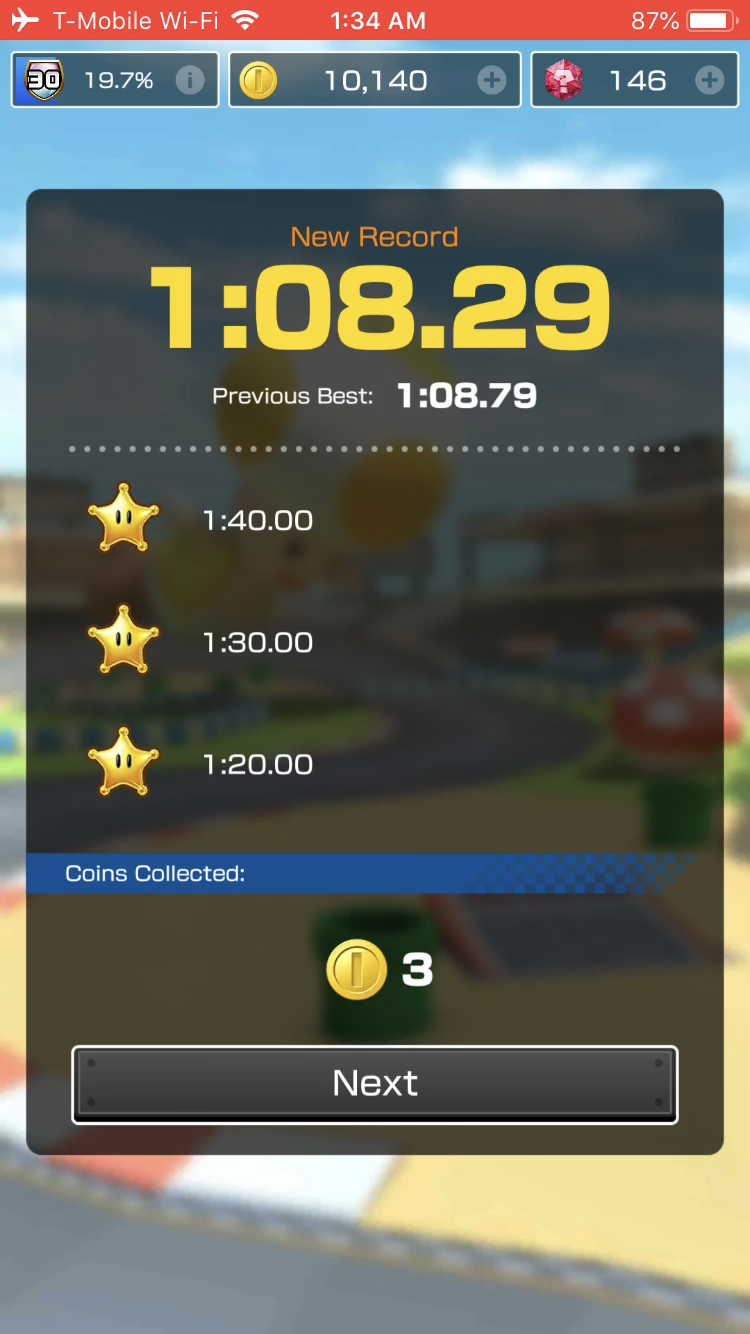 T-Mobile Wi-Fi 1:34 AM 87%
30 19.7% i 10,140 + 146 +
New Record
1:08.29
Previous Best: 1:08.79
1:40.00
1:30.00
1:20.00
Coins Collected:
3
Next